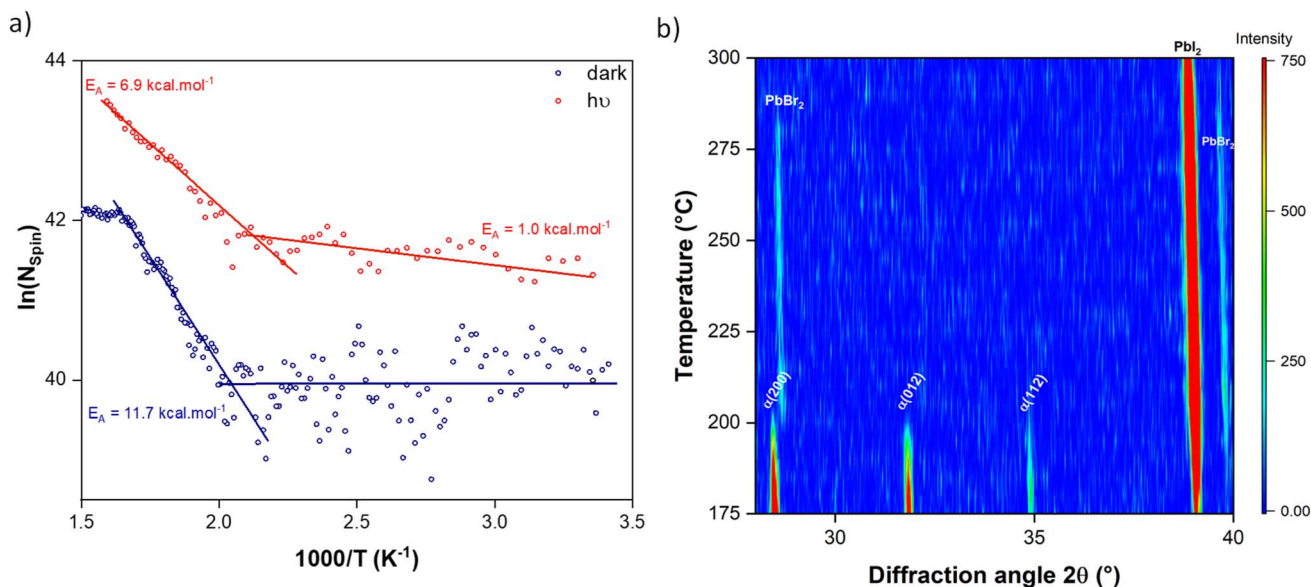 a)
44
42
40
ln(N_Spin)
E_A = 6.9 kcal.mol⁻¹
dark
hυ
E_A = 1.0 kcal.mol⁻¹
E_A = 11.7 kcal.mol⁻¹
1.5 2.0 2.5 3.0 3.5
1000/T (K⁻¹)
b)
PbI₂
Intensity
300
275
250
225
200
175
Temperature (°C)
PbBr₂
PbBr₂
α(200)
α(012)
α(112)
750
500
250
0.00
30 35 40
Diffraction angle 2θ (°)